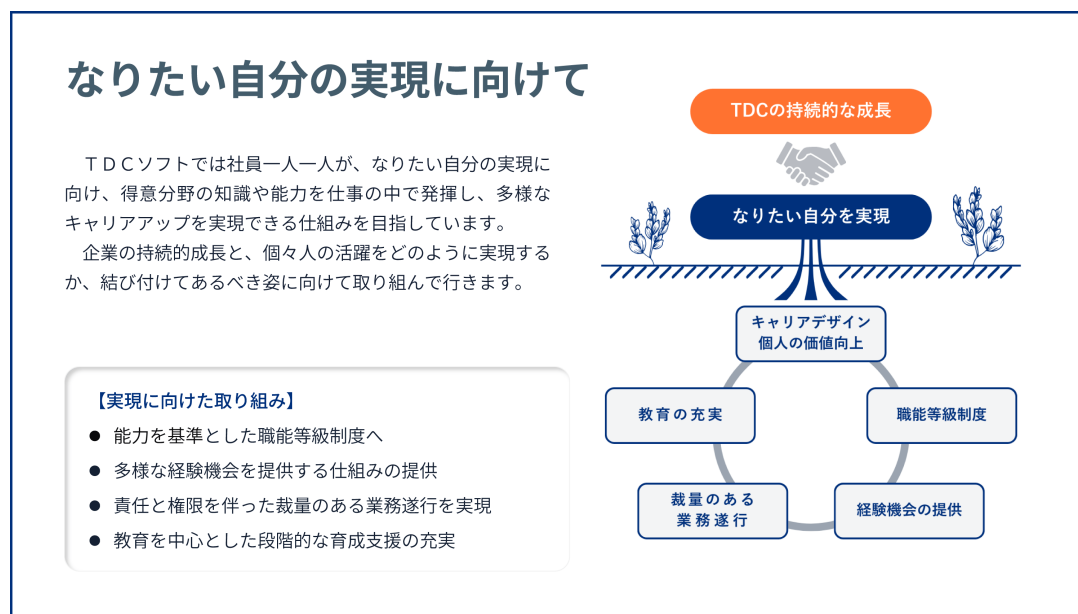 なりたい自分の実現に向けて
ＴＤＣソフトでは社員一人一人が、なりたい自分の実現に
向け、得意分野の知識や能力を仕事の中で発揮し、多様な
キャリアアップを実現できる仕組みを目指しています。
企業の持続的成長と、個々人の活躍をどのように実現する
か、結び付けてあるべき姿に向けて取り組んで行きます。
【実現に向けた取り組み】
● 能力を基準とした職能等級制度へ
● 多様な経験機会を提供する仕組みの提供
● 責任と権限を伴った裁量のある業務遂行を実現
● 教育を中心とした段階的な育成支援の充実
TDCの持続的な成長
なりたい自分を実現
キャリアデザイン
個人の価値向上
教育の充実
職能等級制度
裁量のある
業務遂行
経験機会の提供